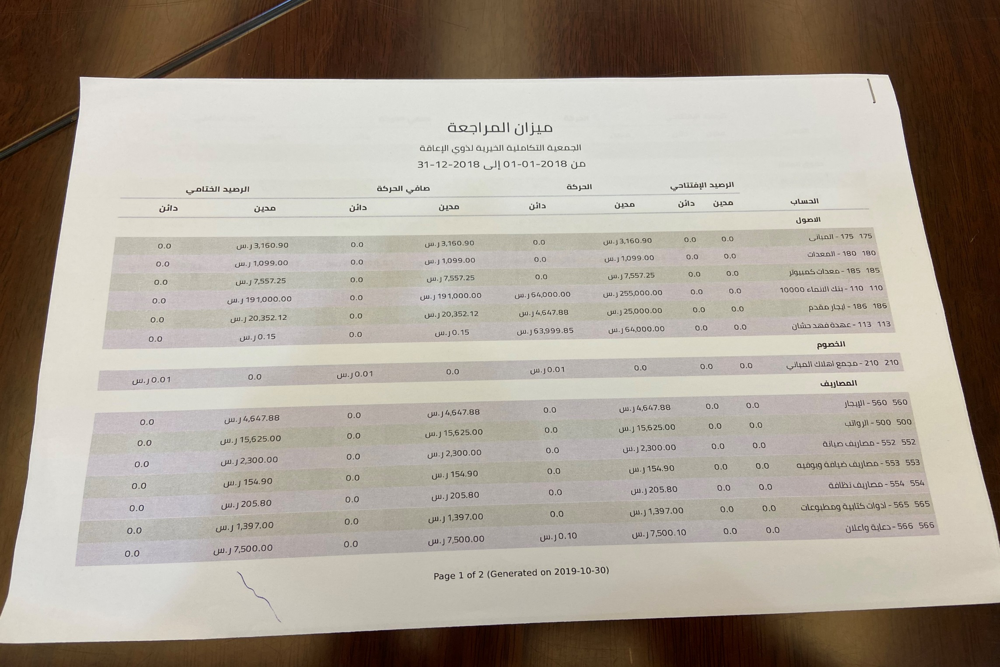 ميزان المراجعة
الجمعية التكاملية الخيرية لذوي الإعاقة
من 01-01-2018 إلى 31-12-2018
الرصيد الإفتتاحي الحركة صافي الحركة الرصيد الختامي
الحساب مدين دائن مدين دائن مدين دائن مدين دائن
الاصول
175 175 - المبانى 0.0 0.0 3,160.90 ر.س 0.0 3,160.90 ر.س 0.0 3,160.90 ر.س 0.0
180 180 - المعدات 0.0 0.0 1,099.00 ر.س 0.0 1,099.00 ر.س 0.0 1,099.00 ر.س 0.0
185 185 - معدات كمبيوتر 0.0 0.0 7,557.25 ر.س 0.0 7,557.25 ر.س 0.0 7,557.25 ر.س 0.0
110 110 - بنك الانماء 10000 0.0 0.0 255,000.00 ر.س 64,000.00 ر.س 191,000.00 ر.س 0.0 191,000.00 ر.س 0.0
186 186 - ايجار مقدم 0.0 0.0 25,000.00 ر.س 4,647.88 ر.س 20,352.12 ر.س 0.0 20,352.12 ر.س 0.0
113 113 - عهدة فهد حشان 0.0 0.0 64,000.00 ر.س 63,999.85 ر.س 0.15 ر.س 0.0 0.15 ر.س 0.0
الخصوم
210 210 - مجمع اهلاك المباني 0.0 0.0 0.0 0.01 ر.س 0.0 0.01 ر.س 0.0 0.01 ر.س
المصاريف
560 560 - الإيجار 0.0 0.0 4,647.88 ر.س 0.0 4,647.88 ر.س 0.0 4,647.88 ر.س 0.0
500 500 - الرواتب 0.0 0.0 15,625.00 ر.س 0.0 15,625.00 ر.س 0.0 15,625.00 ر.س 0.0
552 552 - مصاريف صيانة 0.0 0.0 2,300.00 ر.س 0.0 2,300.00 ر.س 0.0 2,300.00 ر.س 0.0
553 553 - مصاريف ضيافة وبوفيه 0.0 0.0 154.90 ر.س 0.0 154.90 ر.س 0.0 154.90 ر.س 0.0
554 554 - مصاريف نظافة 0.0 0.0 205.80 ر.س 0.0 205.80 ر.س 0.0 205.80 ر.س 0.0
565 565 - ادوات كتابية ومطبوعات 0.0 0.0 1,397.00 ر.س 0.0 1,397.00 ر.س 0.0 1,397.00 ر.س 0.0
566 566 - دعاية واعلان 0.0 0.0 7,500.10 ر.س 0.10 ر.س 7,500.00 ر.س 0.0 7,500.00 ر.س 0.0
Page 1 of 2 (Generated on 2019-10-30)